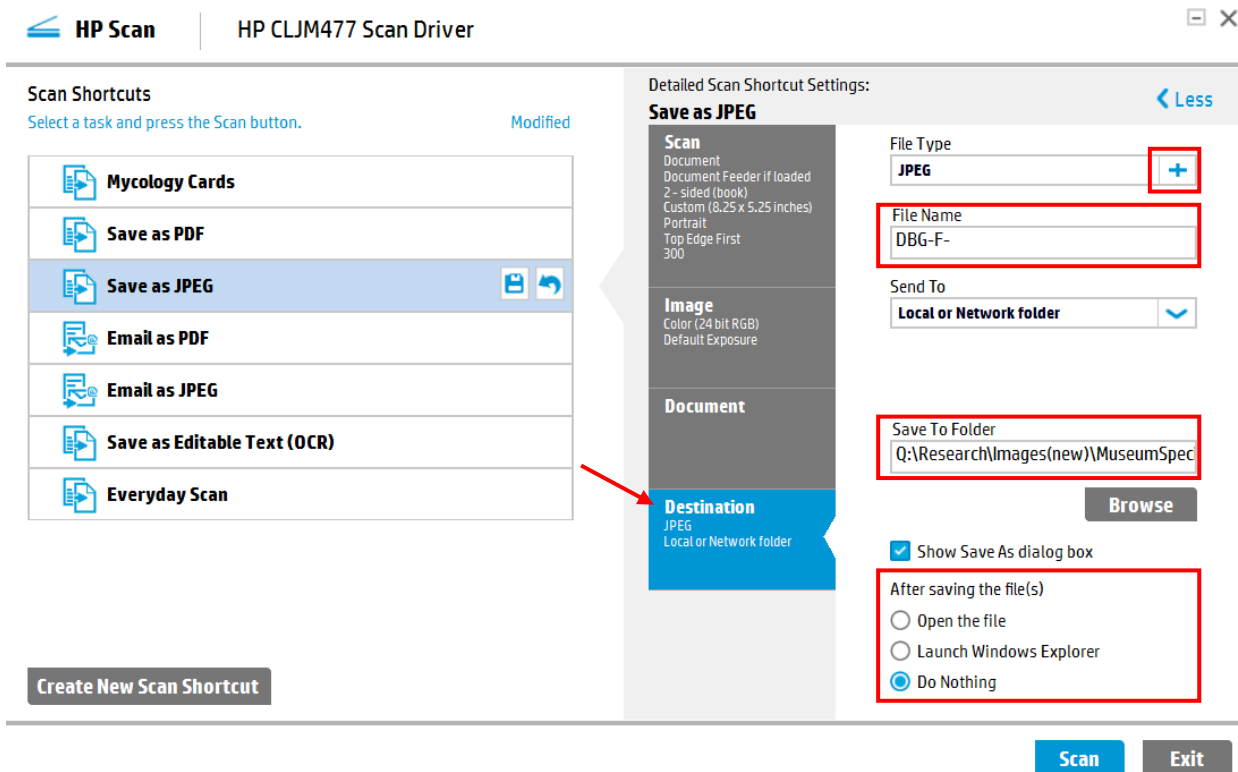 HP Scan
HP CLJM477 Scan Driver
Scan Shortcuts
Select a task and press the Scan button.
Modified
Mycology Cards
Save as PDF
Save as JPEG
Email as PDF
Email as JPEG
Save as Editable Text (OCR)
Everyday Scan
Create New Scan Shortcut
Detailed Scan Shortcut Settings:
Save as JPEG
Less
Scan
Document
Document Feeder if loaded
2 - sided (book)
Custom (8.25 x 5.25 inches)
Portrait
Top Edge First
300
Image
Color (24 bit RGB)
Default Exposure
Document
Destination
JPEG
Local or Network folder
File Type
JPEG
File Name
DBG-F-
Send To
Local or Network folder
Save To Folder
Q:\Research\Images(new)\MuseumSpeci
Browse
Show Save As dialog box
After saving the file(s)
Open the file
Launch Windows Explorer
Do Nothing
Scan
Exit